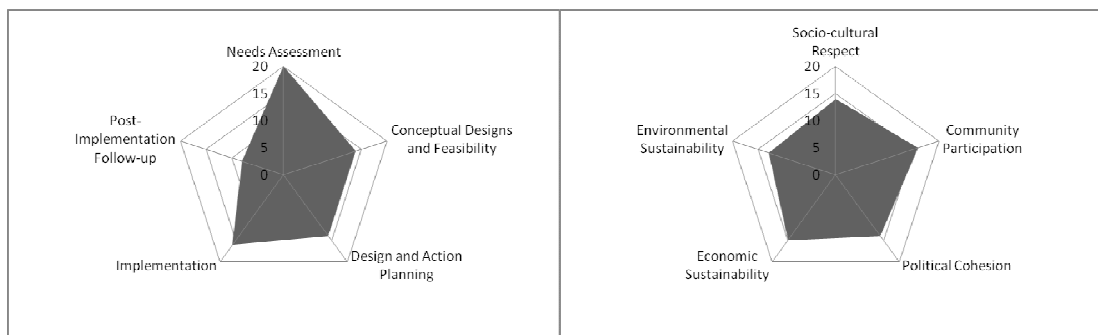 Needs Assessment
20
15
10
5
0
Conceptual Designs
and Feasibility
Design and Action
Planning
Implementation
Post-
Implementation
Follow-up
Socio-cultural
Respect
20
15
10
5
0
Community
Participation
Political Cohesion
Economic
Sustainability
Environmental
Sustainability